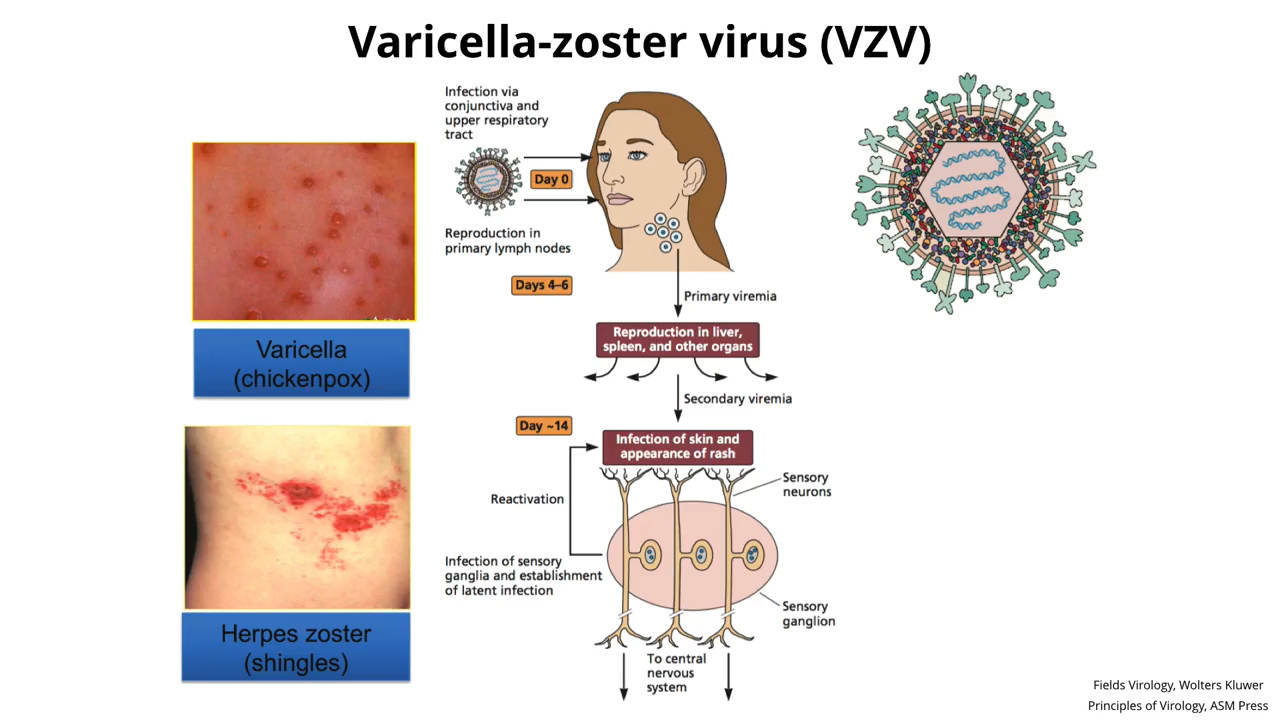 Varicella-zoster virus (VZV)
Infection via
conjunctiva and
upper respiratory
tract
Day 0
Reproduction in
primary lymph nodes
Days 4–6
Primary viremia
Reproduction in liver,
spleen, and other organs
Secondary viremia
Day ~14
Infection of skin and
appearance of rash
Sensory
neurons
Reactivation
Infection of sensory
ganglia and establishment
of latent infection
Sensory
ganglion
To central
nervous
system
Varicella
(chickenpox)
Herpes zoster
(shingles)
Fields Virology, Wolters Kluwer
Principles of Virology, ASM Press